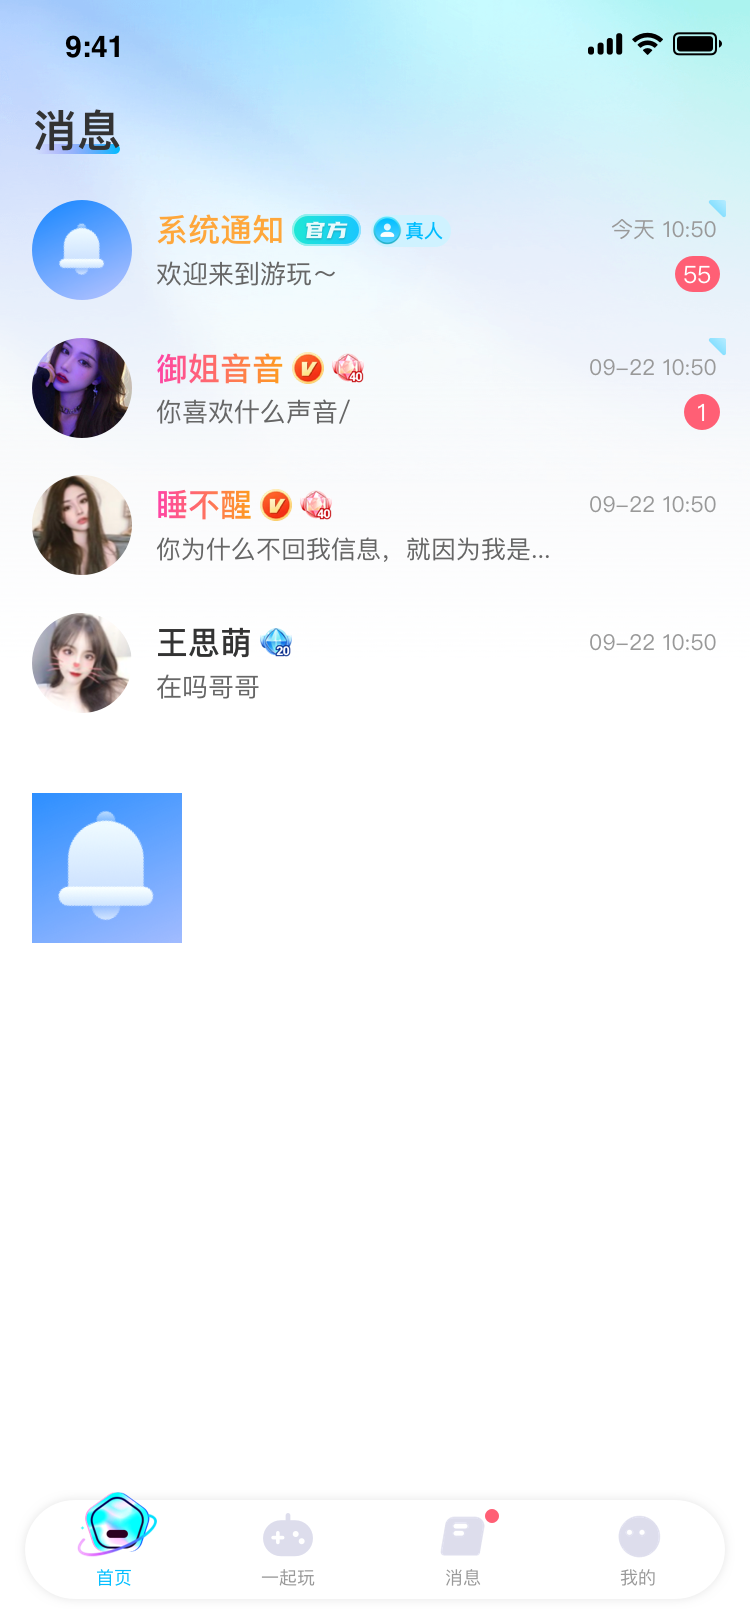 9:41
消息
系统通知 官方 真人 今天 10:50
欢迎来到游玩～ 55
御姐音音 V 40 09-22 10:50
你喜欢什么声音/ 1
睡不醒 V 40 09-22 10:50
你为什么不回我信息，就因为我是...
王思萌 20 09-22 10:50
在吗哥哥
首页 一起玩 消息 我的